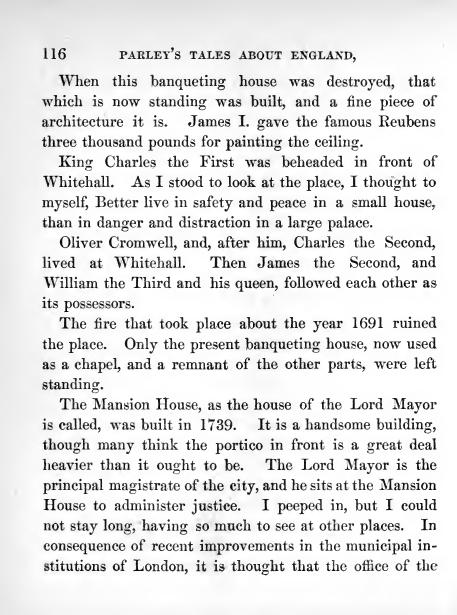 116 PARLEY'S TALES ABOUT ENGLAND,
When this banqueting house was destroyed, that
which is now standing was built, and a fine piece of
architecture it is. James I. gave the famous Reubens
three thousand pounds for painting the ceiling.
King Charles the First was beheaded in front of
Whitehall. As I stood to look at the place, I thought to
myself, Better live in safety and peace in a small house,
than in danger and distraction in a large palace.
Oliver Cromwell, and, after him, Charles the Second,
lived at Whitehall. Then James the Second, and
William the Third and his queen, followed each other as
its possessors.
The fire that took place about the year 1691 ruined
the place. Only the present banqueting house, now used
as a chapel, and a remnant of the other parts, were left
standing.
The Mansion House, as the house of the Lord Mayor
is called, was built in 1739. It is a handsome building,
though many think the portico in front is a great deal
heavier than it ought to be. The Lord Mayor is the
principal magistrate of the city, and he sits at the Mansion
House to administer justice. I peeped in, but I could
not stay long, having so much to see at other places. In
consequence of recent improvements in the municipal in-
stitutions of London, it is thought that the office of the